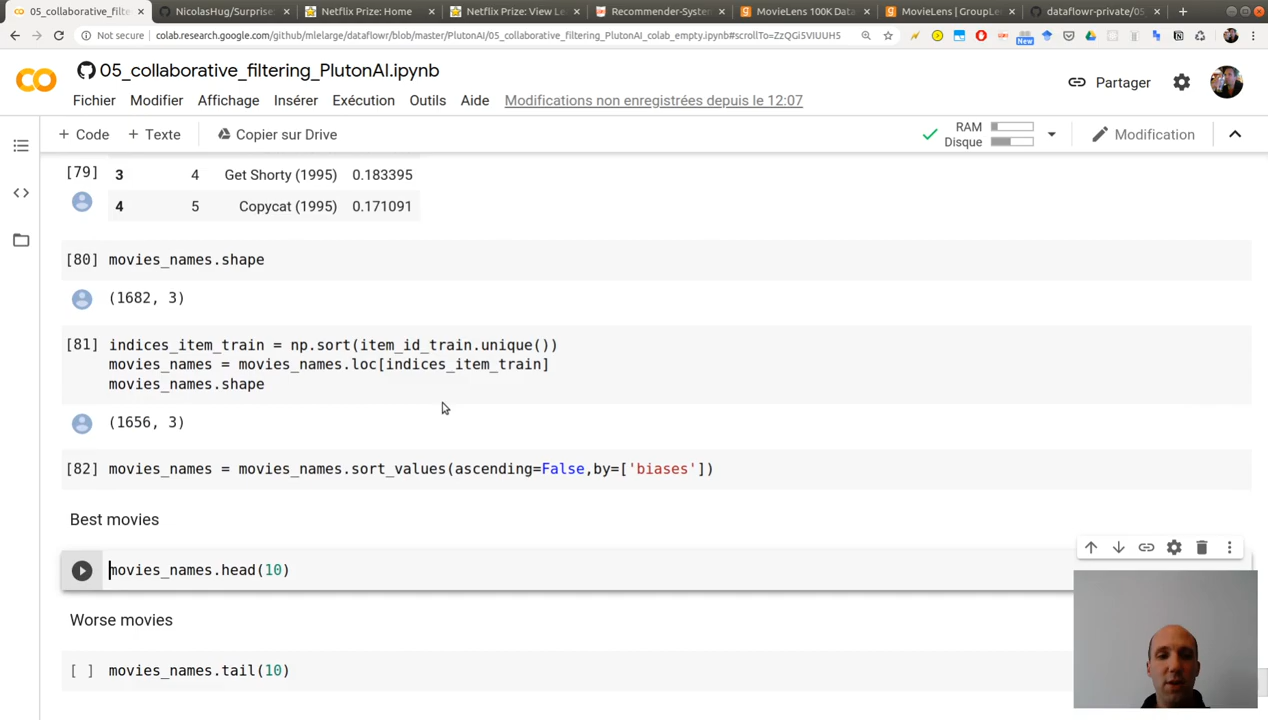 05_collaborative_filte
NicolasHug/Surprise:
Netflix Prize: Home
Netflix Prize: View Le
Recommender-System
MovieLens 100K Data
MovieLens | GroupLe
dataflowr-private/05_
Not secure | colab.research.google.com/github/mlelarge/dataflowr/blob/master/PlutonAI/05_collaborative_filtering_PlutonAI_colab_empty.ipynb#scrollTo=ZzQGi5VIUUH5
New
05_collaborative_filtering_PlutonAI.ipynb
Partager
Fichier Modifier Affichage Insérer Exécution Outils Aide Modifications non enregistrées depuis le 12:07
+ Code + Texte Copier sur Drive
RAM
Disque
Modification
[79] 3 4 Get Shorty (1995) 0.183395
4 5 Copycat (1995) 0.171091
[80] movies_names.shape
(1682, 3)
[81] indices_item_train = np.sort(item_id_train.unique())
movies_names = movies_names.loc[indices_item_train]
movies_names.shape
(1656, 3)
[82] movies_names = movies_names.sort_values(ascending=False,by=['biases'])
Best movies
movies_names.head(10)
Worse movies
[ ] movies_names.tail(10)